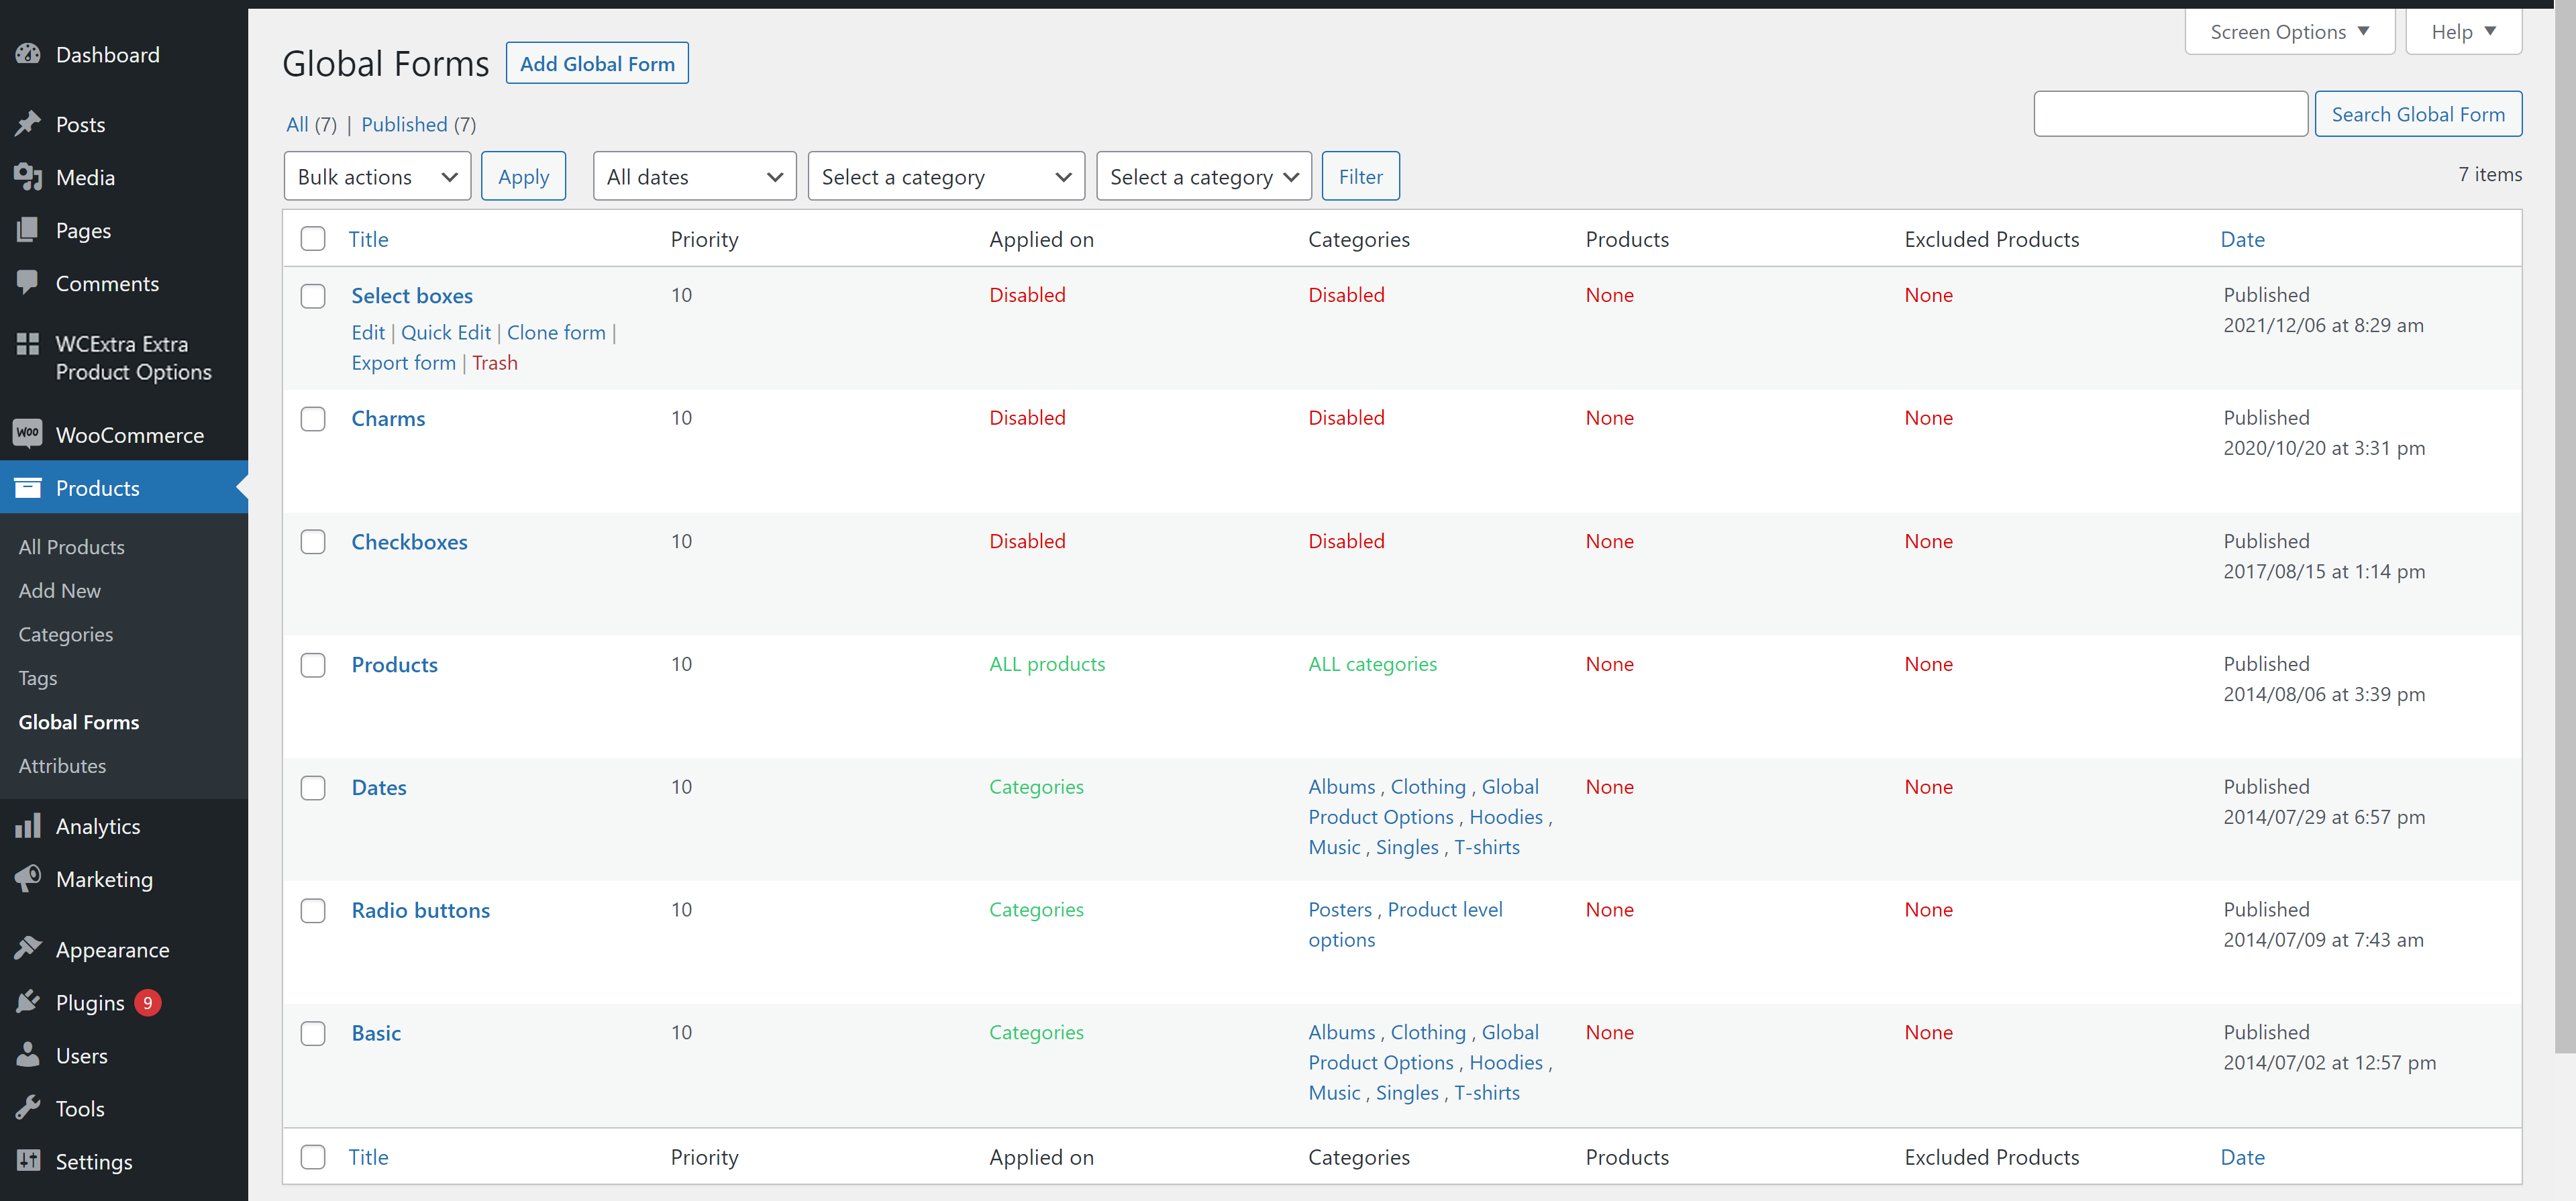 Dashboard
Posts
Media
Pages
Comments
WCExtra Extra
Product Options
WOO WooCommerce
Products
All Products
Add New
Categories
Tags
Global Forms
Attributes
Analytics
Marketing
Appearance
Plugins 9
Users
Tools
Settings
Screen Options Help
Global Forms Add Global Form
All (7) | Published (7)
Search Global Form
Bulk actions Apply All dates Select a category Select a category Filter
7 items
Title Priority Applied on Categories Products Excluded Products Date
Select boxes 10 Disabled Disabled None None Published
2021/12/06 at 8:29 am
Edit | Quick Edit | Clone form |
Export form | Trash
Charms 10 Disabled Disabled None None Published
2020/10/20 at 3:31 pm
Checkboxes 10 Disabled Disabled None None Published
2017/08/15 at 1:14 pm
Products 10 ALL products ALL categories None None Published
2014/08/06 at 3:39 pm
Dates 10 Categories Albums , Clothing , Global None None Published
Product Options , Hoodies , 2014/07/29 at 6:57 pm
Music , Singles , T-shirts
Radio buttons 10 Categories Posters , Product level None None Published
options 2014/07/09 at 7:43 am
Basic 10 Categories Albums , Clothing , Global None None Published
Product Options , Hoodies , 2014/07/02 at 12:57 pm
Music , Singles , T-shirts
Title Priority Applied on Categories Products Excluded Products Date